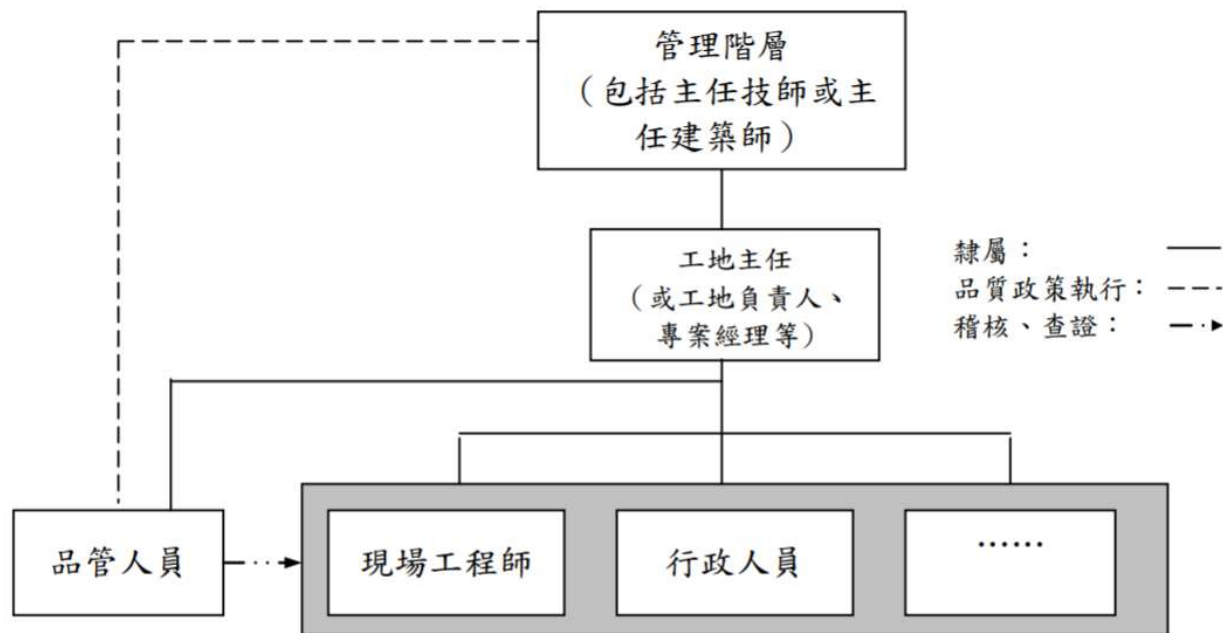 管理階層
（包括主任技師或主
任建築師）
工地主任
（或工地負責人、
專案經理等）
隸屬：
品質政策執行：
稽核、查證：
品管人員
現場工程師
行政人員
……